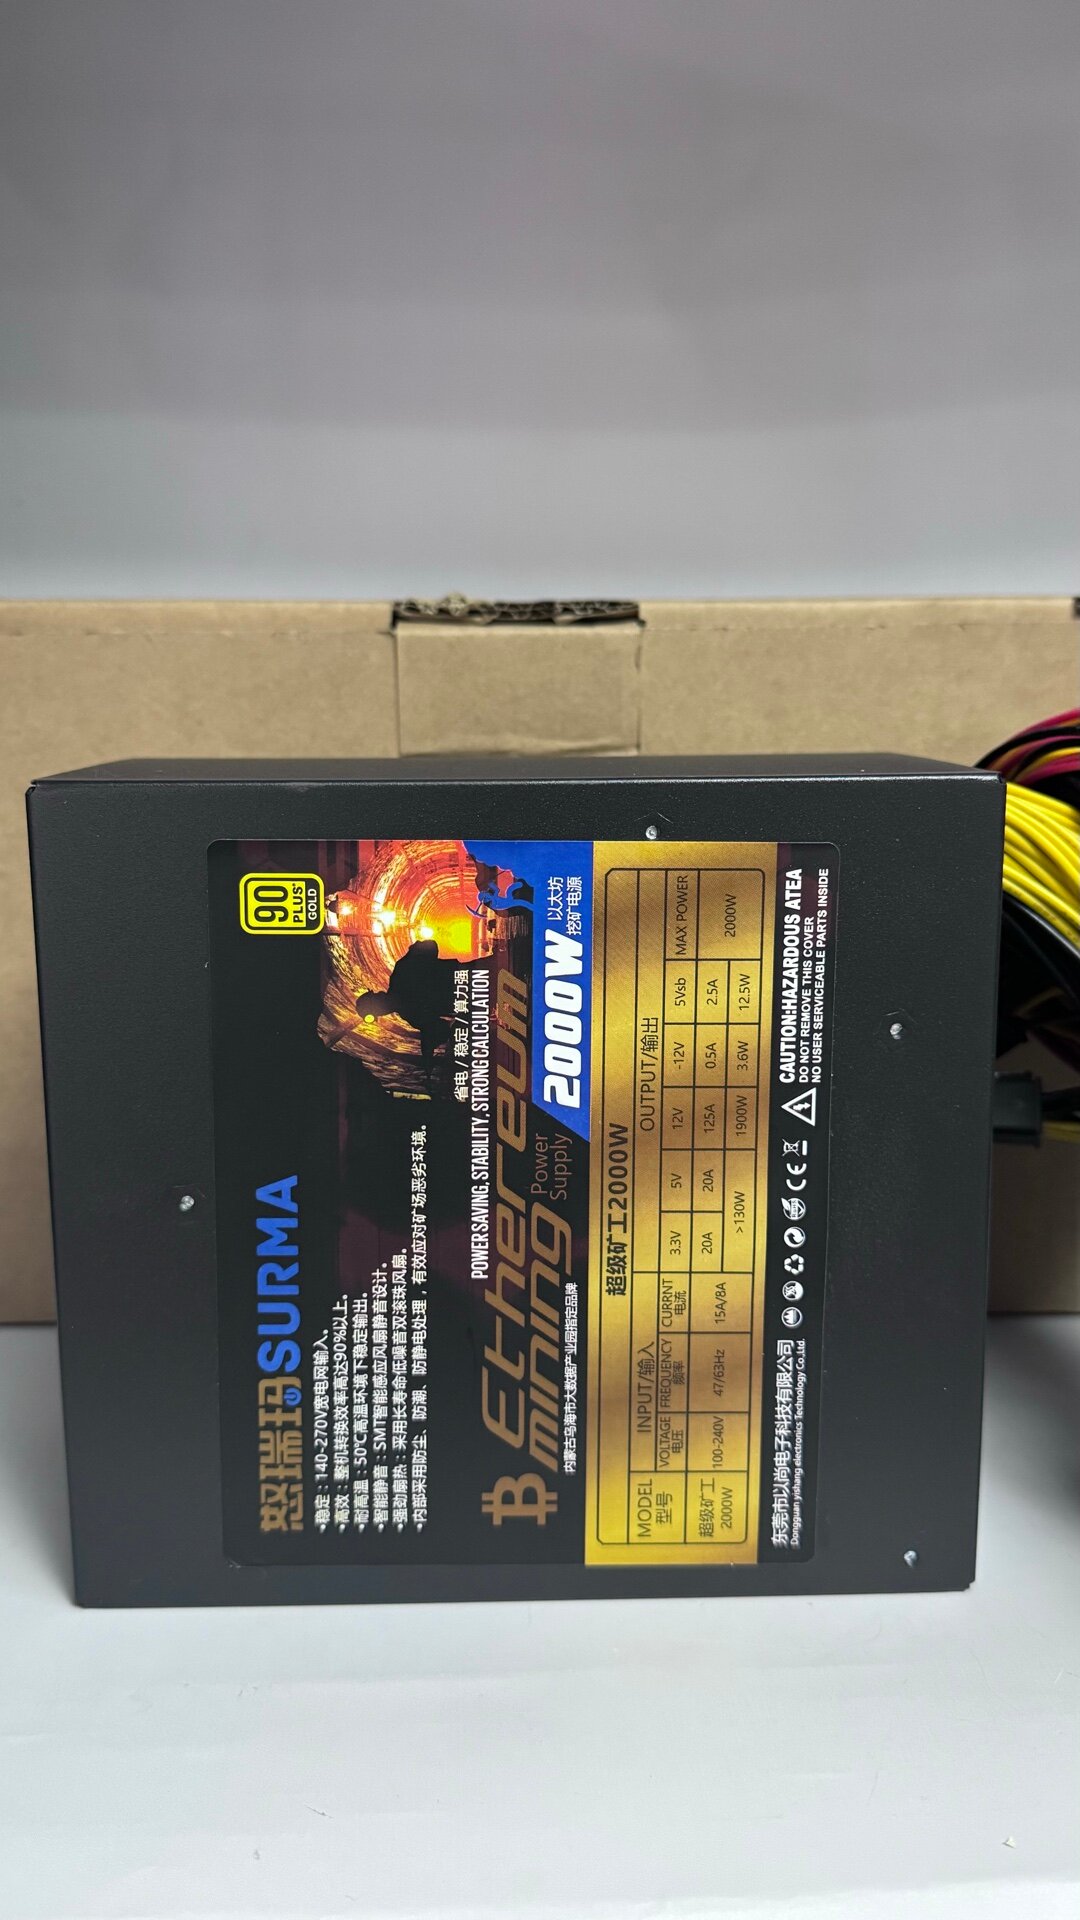 怒瑞玛SURMA
90
PLUS
GOLD
•稳定：140-270V宽电网输入。
•高效：整机转换效率高达90%以上。
•耐高温：50℃高温环境下稳定输出。
•智能静音：SMT智能感应风扇静音设计。
•强劲扇热：采用长寿命低噪音双滚珠风扇。
•内部采用防尘、防潮、防静电处理，有效应对矿场恶劣环境。
省电 / 稳定 / 算力强
POWER SAVING, STABILITY, STRONG CALCULATION
Ethereum
mining Power Supply
2000W 以太坊
挖矿电源
内蒙古乌海市大数据产业园指定品牌
超级矿工2000W
MODEL 型号 INPUT/输入 OUTPUT/输出 MAX POWER
VOLTAGE 电压 FREQUENCY 频率 CURRNT 电流 3.3V 5V 12V -12V 5Vsb
超级矿工 2000W 100-240V 47/63Hz 15A/8A 20A 20A 125A 0.5A 2.5A 2000W
>130W 1900W 3.6W 12.5W
东莞市以尚电子科技有限公司
Dongguan yishang electronics Technology Co.,Ltd.
CE
CAUTION:HAZARDOUS ATEA
DO NOT REMOVE THIS COVER
NO USER SERVICEABLE PARTS INSIDE